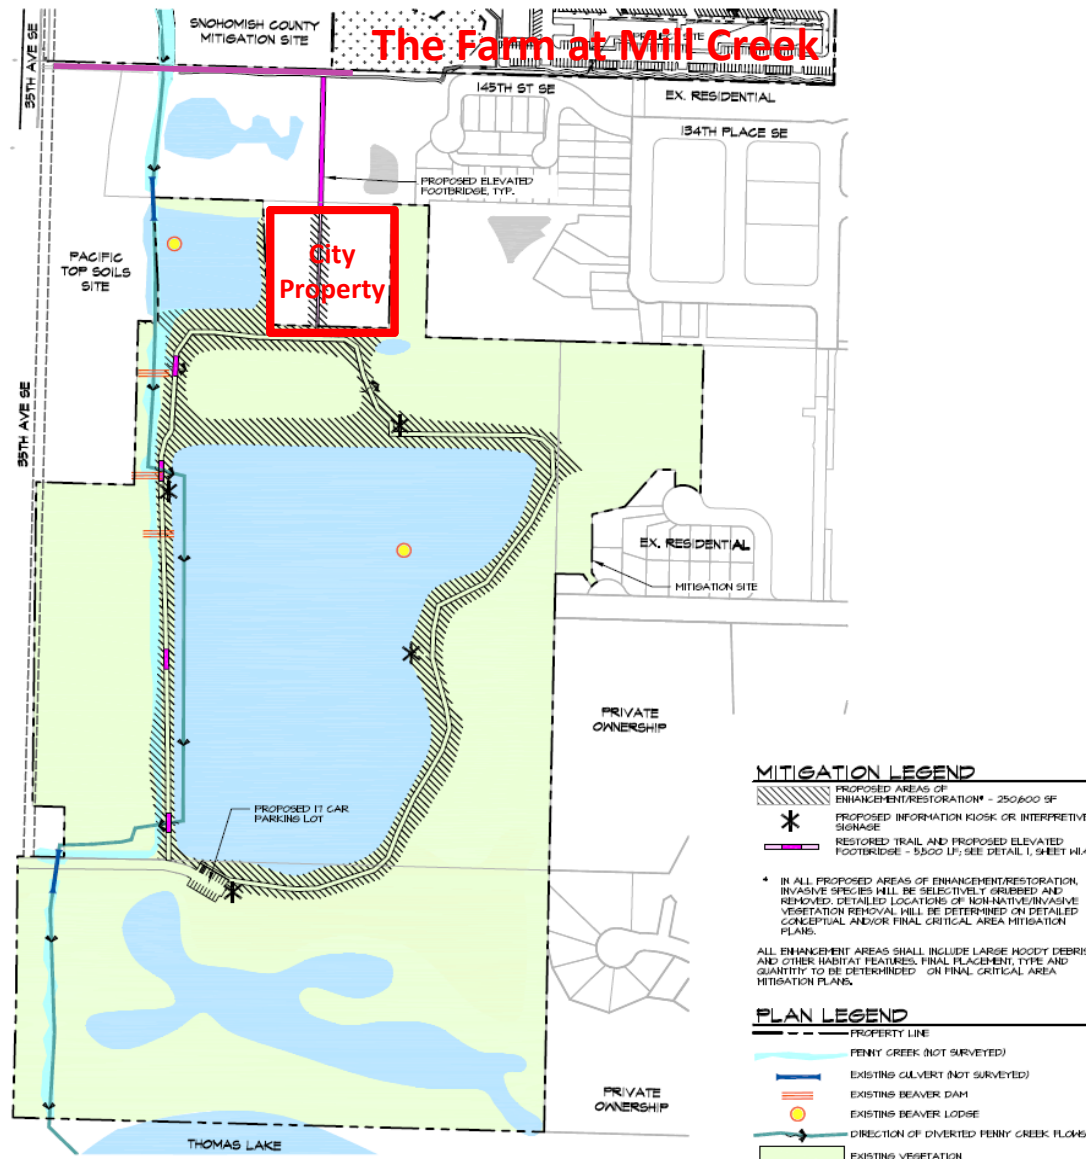 SNOHOMISH COUNTY
MITIGATION SITE
The Farm at Mill Creek
35TH AVE SE
145TH ST SE
EX. RESIDENTIAL
134TH PLACE SE
PROPOSED ELEVATED
FOOTBRIDGE, TYP.
City
Property
PACIFIC
TOP SOILS
SITE
35TH AVE SE
EX. RESIDENTIAL
MITIGATION SITE
PRIVATE
OWNERSHIP
PROPOSED 17 CAR
PARKING LOT
MITIGATION LEGEND
PROPOSED AREAS OF
ENHANCEMENT/RESTORATION* - 250,600 SF
PROPOSED INFORMATION KIOSK OR INTERPRETIVE
SIGNAGE
RESTORED TRAIL AND PROPOSED ELEVATED
FOOTBRIDGE - 5,500 LF; SEE DETAIL 1, SHEET W1.4
* IN ALL PROPOSED AREAS OF ENHANCEMENT/RESTORATION,
INVASIVE SPECIES WILL BE SELECTIVELY GRUBBED AND
REMOVED. DETAILED LOCATIONS OF NON-NATIVE/INVASIVE
VEGETATION REMOVAL WILL BE DETERMINED ON DETAILED
CONCEPTUAL AND/OR FINAL CRITICAL AREA MITIGATION
PLANS.
ALL ENHANCEMENT AREAS SHALL INCLUDE LARGE WOODY DEBRIS
AND OTHER HABITAT FEATURES. FINAL PLACEMENT, TYPE AND
QUANTITY TO BE DETERMINDED ON FINAL CRITICAL AREA
MITIGATION PLANS.
PLAN LEGEND
PROPERTY LINE
PENNY CREEK (NOT SURVEYED)
EXISTING CULVERT (NOT SURVEYED)
EXISTING BEAVER DAM
EXISTING BEAVER LODGE
DIRECTION OF DIVERTED PENNY CREEK FLOWS
EXISTING VEGETATION
PRIVATE
OWNERSHIP
THOMAS LAKE